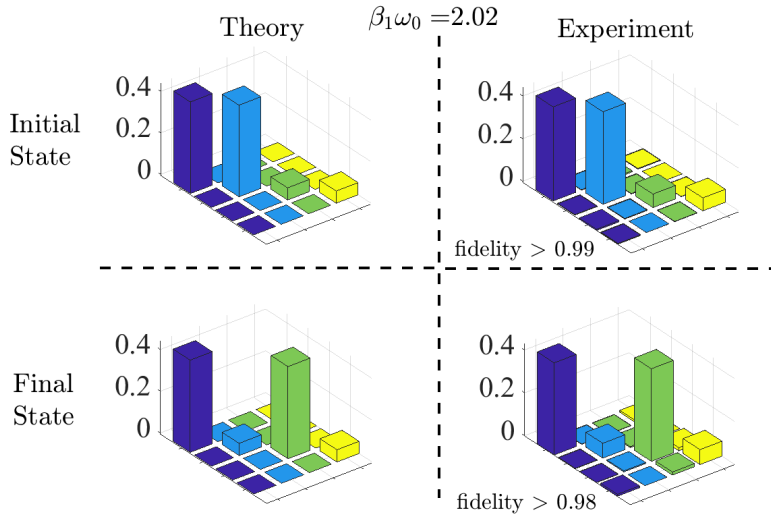 β₁ω₀ =2.02
Theory
Experiment
Initial
State
0.4
0.2
0
0.4
0.2
0
fidelity > 0.99
Final
State
0.4
0.2
0
0.4
0.2
0
fidelity > 0.98